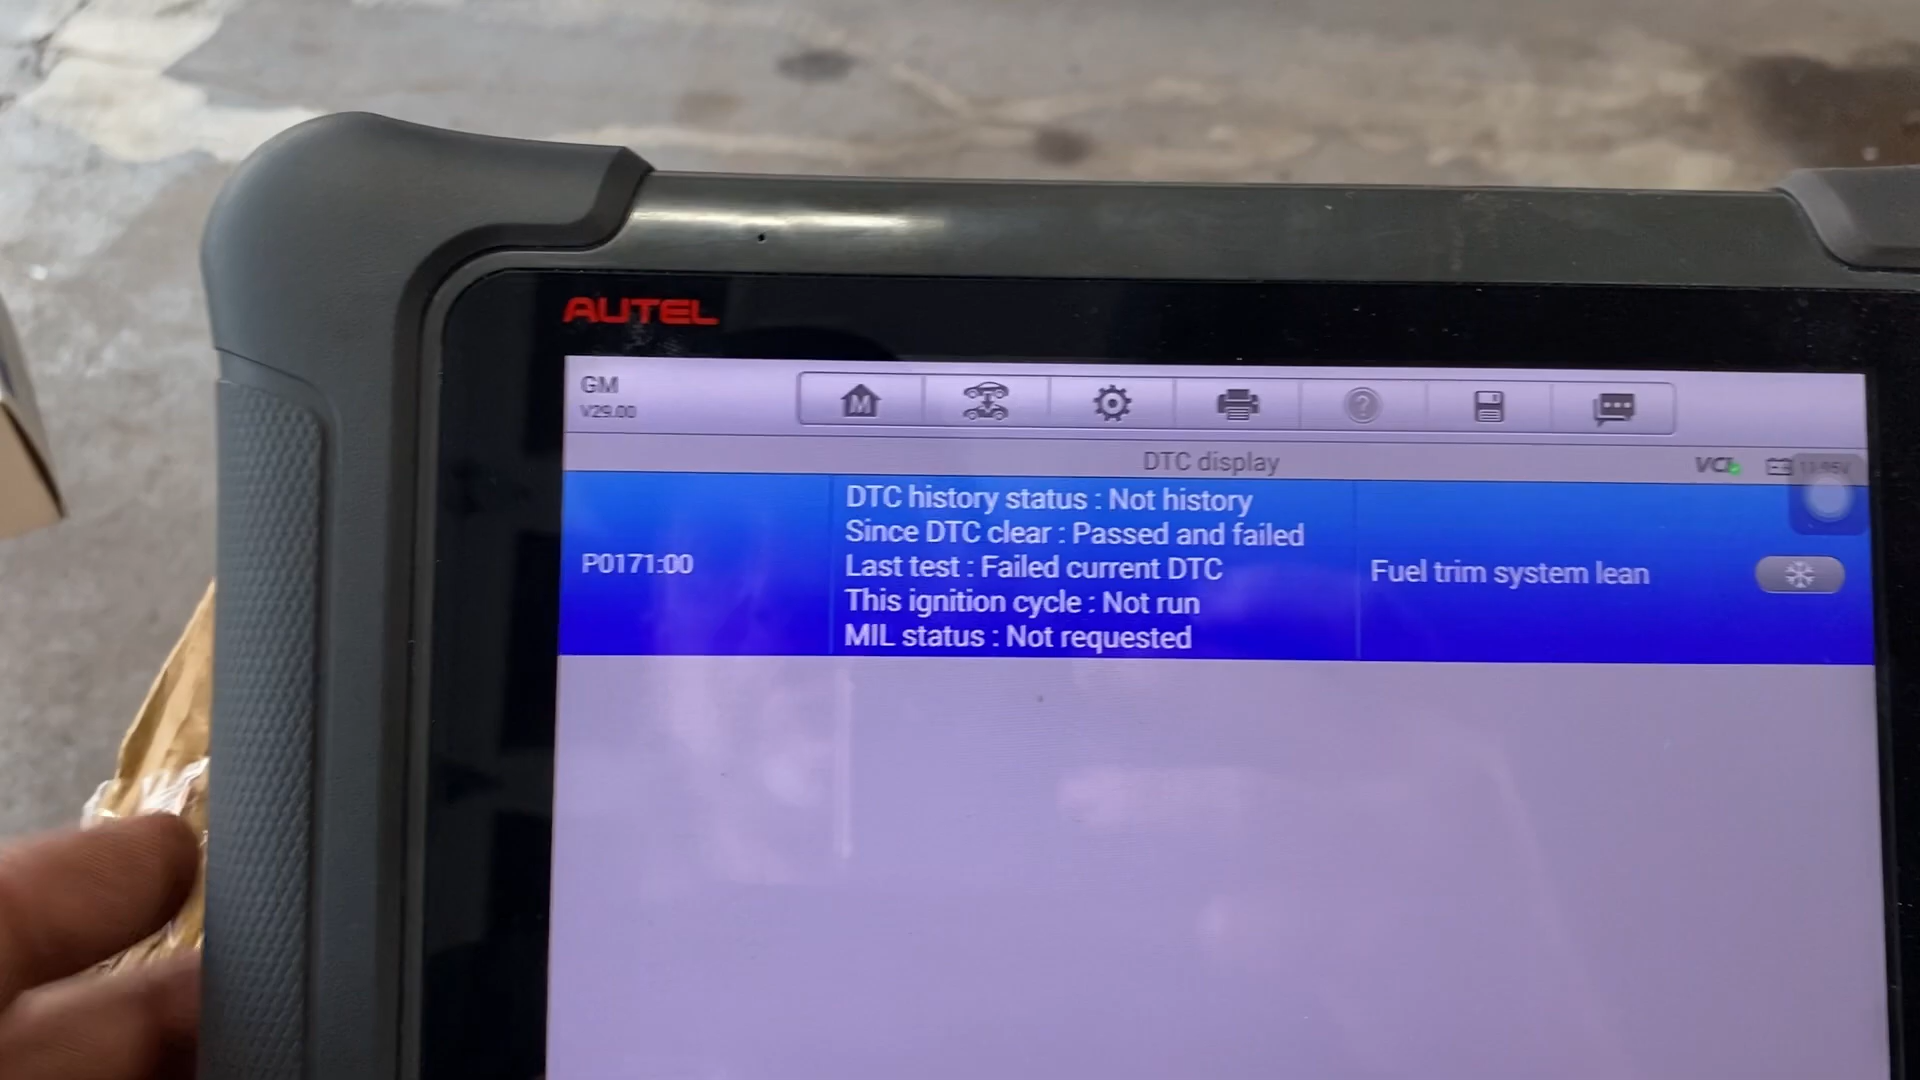 AUTEL
GM
V29.00
M
DTC display
VCI
P0171:00
DTC history status : Not history
Since DTC clear : Passed and failed
Last test : Failed current DTC
This ignition cycle : Not run
MIL status : Not requested
Fuel trim system lean